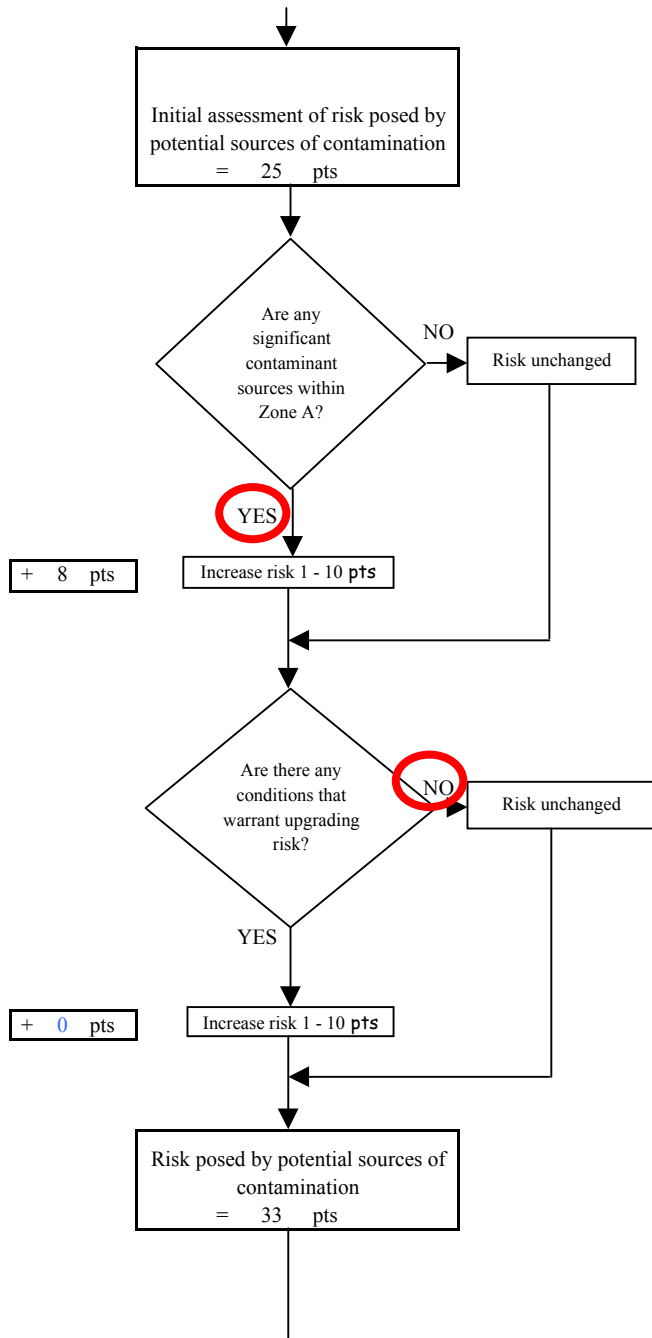 Initial assessment of risk posed by
potential sources of contamination
= 25 pts
Are any
significant
contaminant
sources within
Zone A?
NO
Risk unchanged
YES
+ 8 pts
Increase risk 1 - 10 pts
Are there any
conditions that
warrant upgrading
risk?
NO
Risk unchanged
YES
+ 0 pts
Increase risk 1 - 10 pts
Risk posed by potential sources of
contamination
= 33 pts